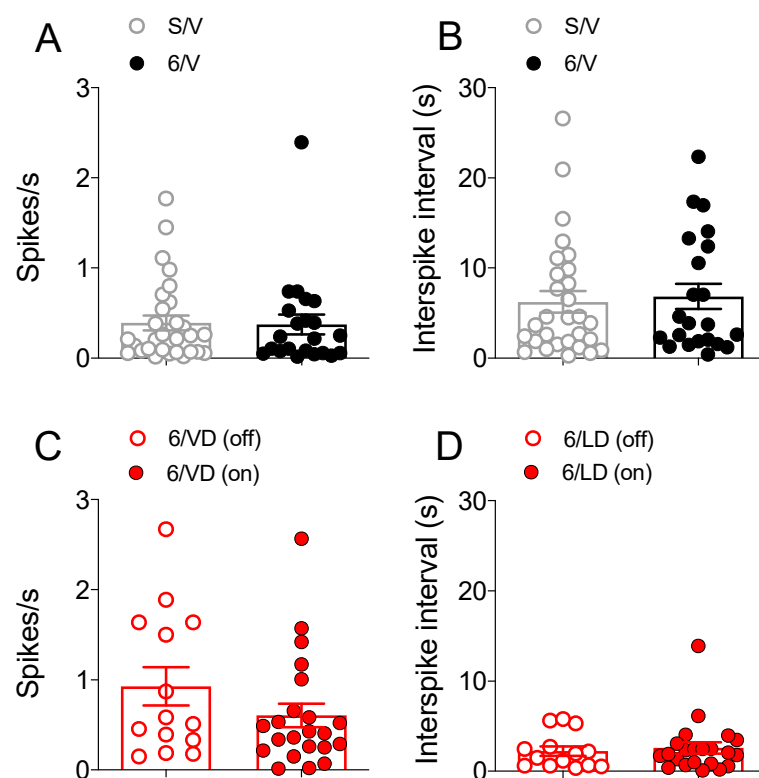 A
S/V
6/V
Spikes/s
3
2
1
0
B
S/V
6/V
Interspike interval (s)
30
20
10
0
C
6/VD (off)
6/VD (on)
Spikes/s
3
2
1
0
D
6/LD (off)
6/LD (on)
Interspike interval (s)
30
20
10
0